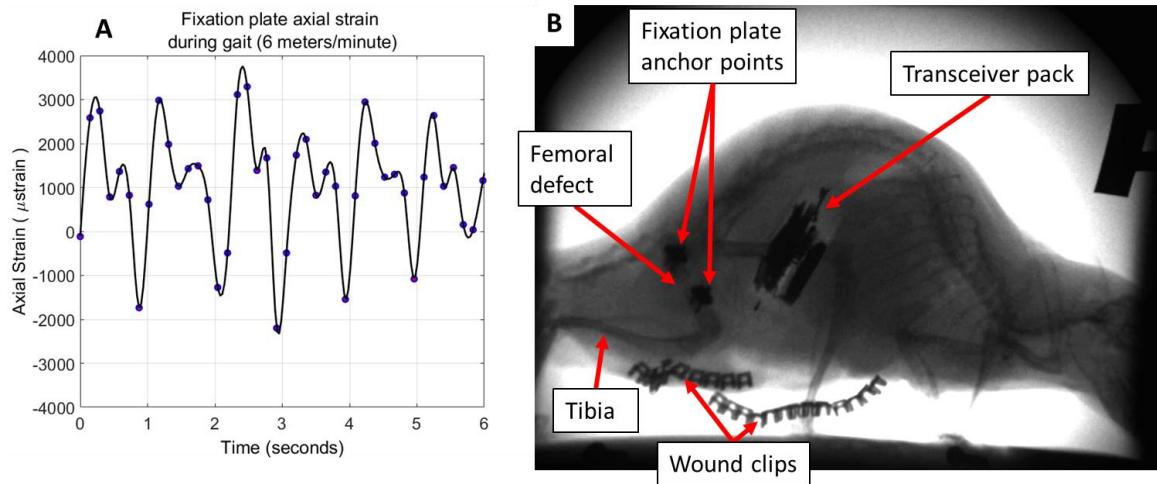 A
Fixation plate axial strain
during gait (6 meters/minute)
4000
3000
2000
1000
0
-1000
-2000
-3000
-4000
Axial Strain ( μstrain )
0 1 2 3 4 5 6
Time (seconds)
B
Fixation plate
anchor points
Transceiver pack
Femoral
defect
Tibia
Wound clips